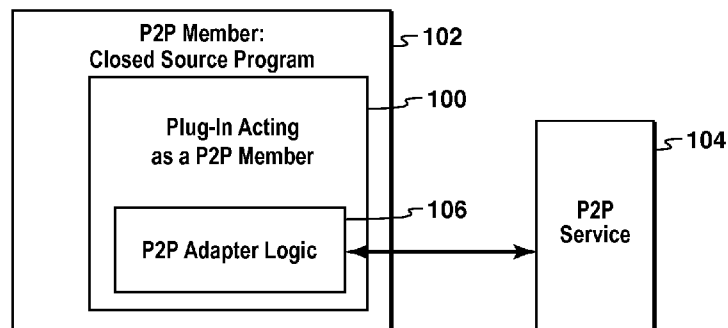 P2P Member:
Closed Source Program
102
100
Plug-In Acting
as a P2P Member
104
106
P2P Adapter Logic
P2P
Service